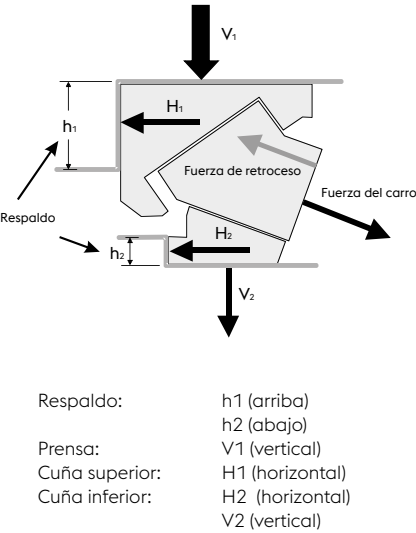 V1
H1
h1
Fuerza de retroceso
Fuerza del carro
Respaldo
H2
h2
V2
Respaldo: h1 (arriba)
h2 (abajo)
Prensa: V1 (vertical)
Cuña superior: H1 (horizontal)
Cuña inferior: H2 (horizontal)
V2 (vertical)